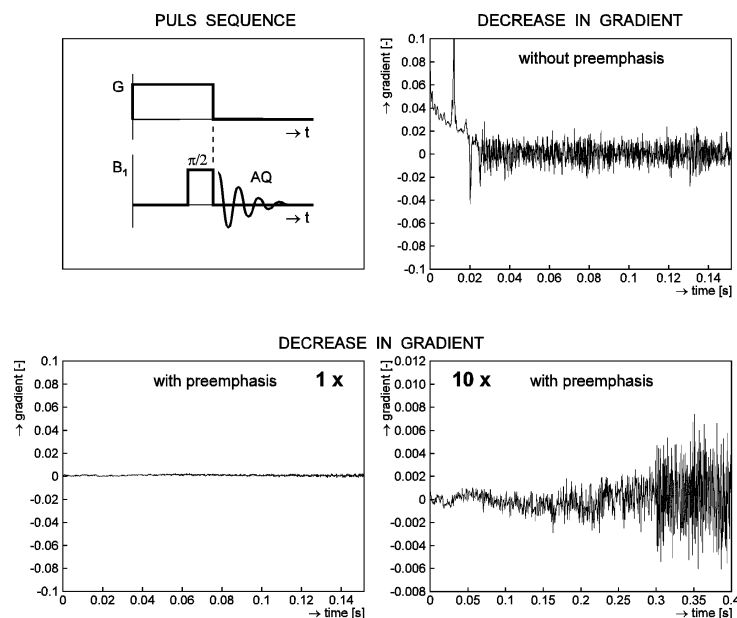 PULS SEQUENCE
G
→ t
B1
π/2
AQ
→ t
DECREASE IN GRADIENT
→ gradient [-]
without preemphasis
0.1
0.08
0.06
0.04
0.02
0
-0.02
-0.04
-0.06
-0.08
-0.1
0 0.02 0.04 0.06 0.08 0.10 0.12 0.14
→ time [s]
DECREASE IN GRADIENT
→ gradient [-]
with preemphasis 1 x
0.1
0.08
0.06
0.04
0.02
0
-0.02
-0.04
-0.06
-0.08
-0.1
0 0.02 0.04 0.06 0.08 0.1 0.12 0.14
→ time [s]
→ gradient [-]
10 x with preemphasis
0.012
0.010
0.008
0.006
0.004
0.002
0
-0.002
-0.004
-0.006
-0.008
0 0.05 0.1 0.15 0.2 0.25 0.3 0.35 0.4
→ time [s]